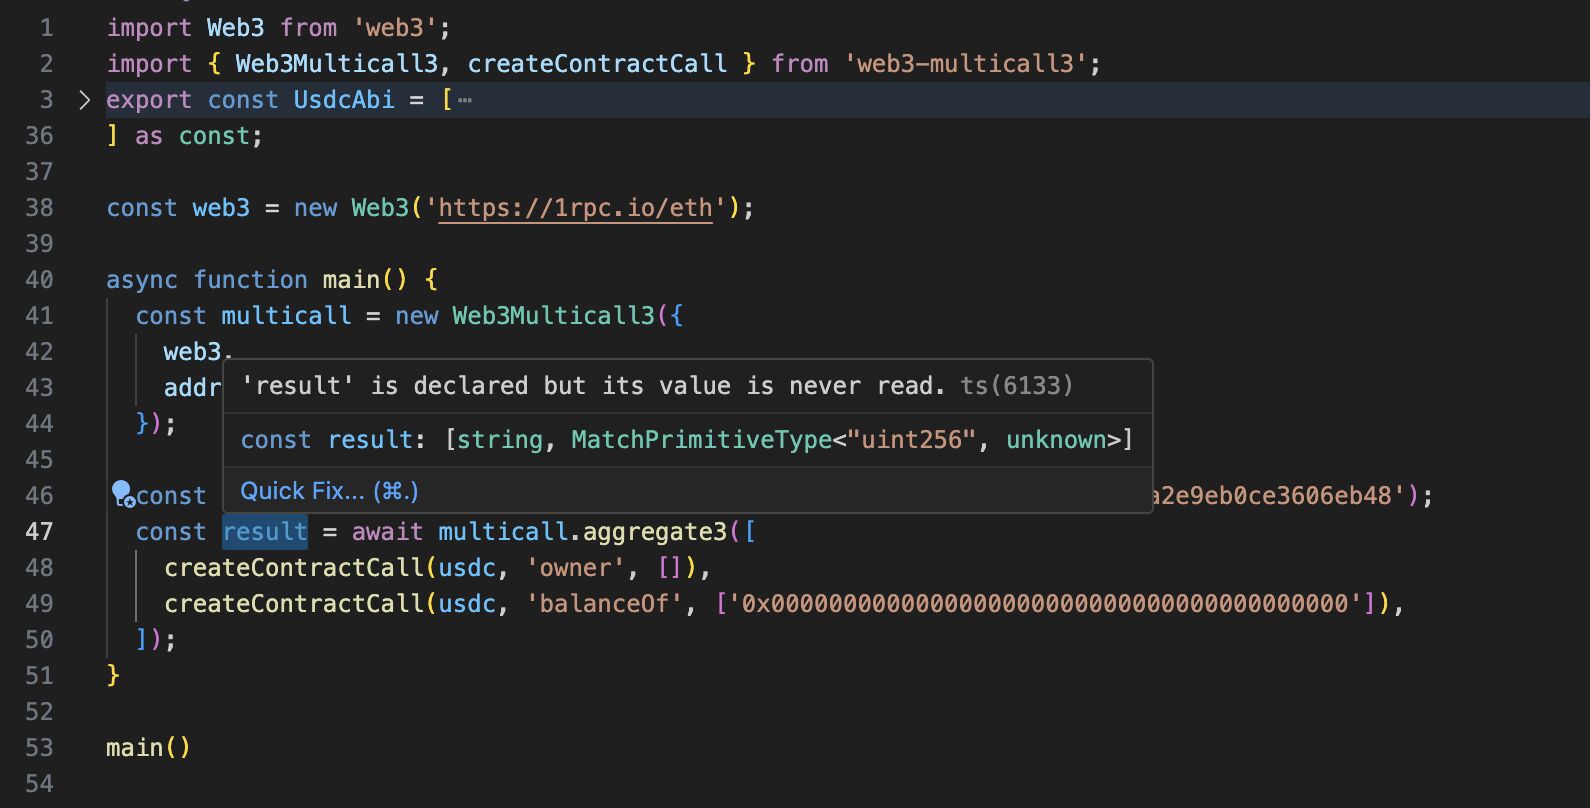 1 import Web3 from 'web3';
2 import { Web3Multicall3, createContractCall } from 'web3-multicall3';
3 export const UsdcAbi = [⋯
36 ] as const;
37
38 const web3 = new Web3('https://1rpc.io/eth');
39
40 async function main() {
41 const multicall = new Web3Multicall3({
42 web3,
'result' is declared but its value is never read. ts(6133)
43 addr
44 });
const result: [string, MatchPrimitiveType<"uint256", unknown>]
45
Quick Fix... (⌘.)
46 const a2e9eb0ce3606eb48');
47 const result = await multicall.aggregate3([
48 createContractCall(usdc, 'owner', []),
49 createContractCall(usdc, 'balanceOf', ['0x0000000000000000000000000000000000000000']),
50 ]);
51 }
52
53 main()
54